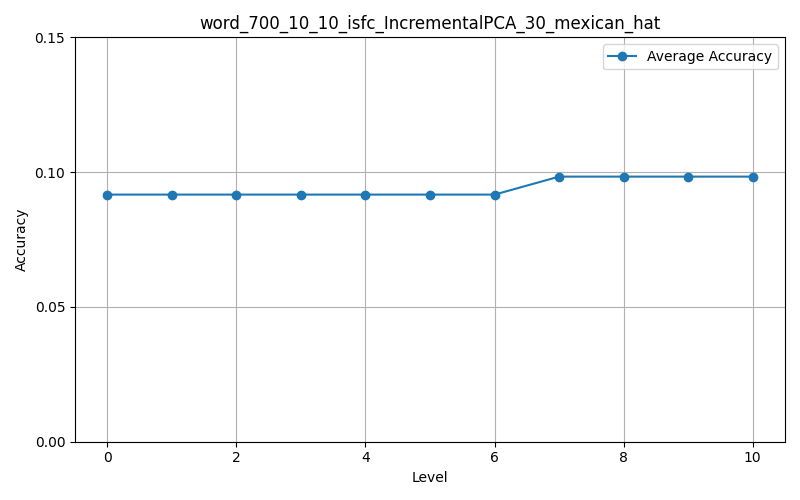 word_700_10_10_isfc_IncrementalPCA_30_mexican_hat
Average Accuracy
0.15
0.10
0.05
0.00
Accuracy
0 2 4 6 8 10
Level